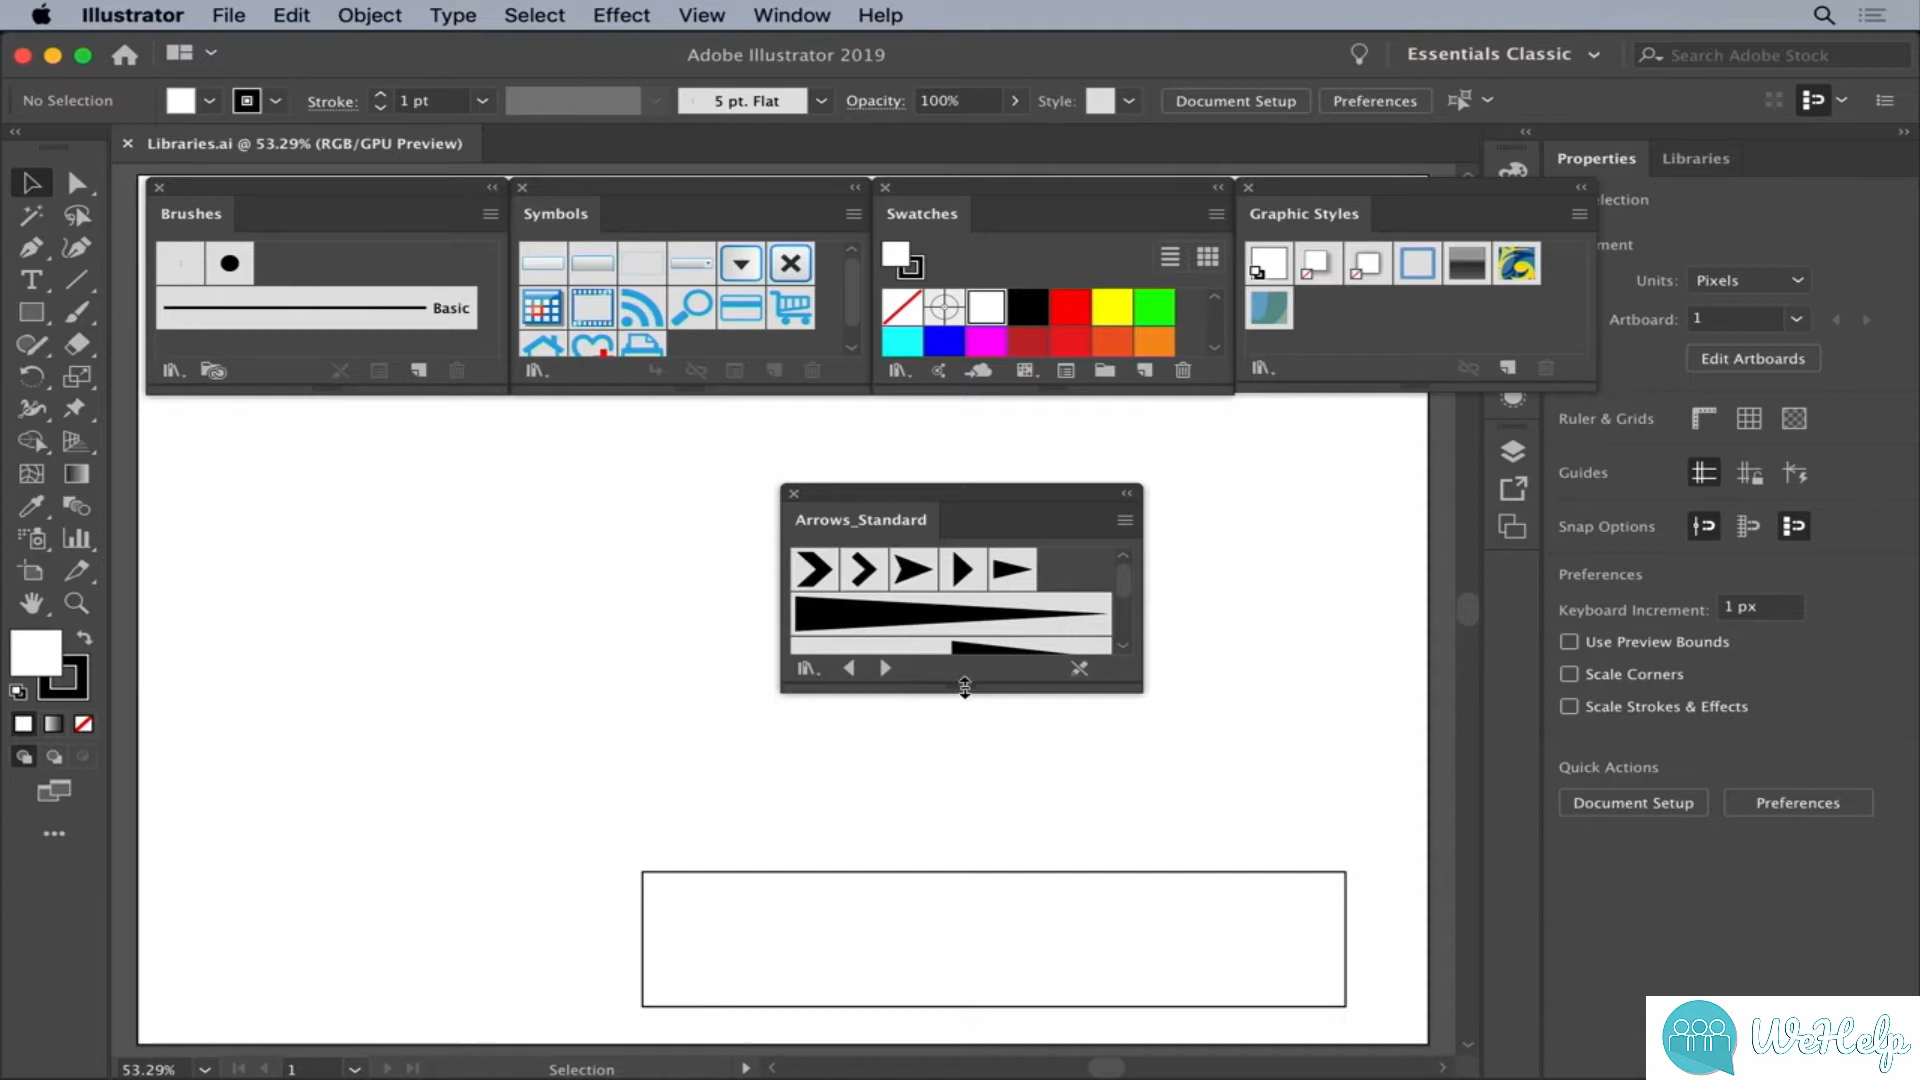 Illustrator File Edit Object Type Select Effect View Window Help
Adobe Illustrator 2019
Essentials Classic
Search Adobe Stock
No Selection
Stroke: 1 pt
5 pt. Flat
Opacity: 100%
Style:
Document Setup
Preferences
Libraries.ai @ 53.29% (RGB/GPU Preview)
Properties
Libraries
Brushes
Symbols
Swatches
Graphic Styles
election
ment
Basic
Units: Pixels
Artboard: 1
Edit Artboards
Ruler & Grids
Guides
Arrows_Standard
Snap Options
Preferences
Keyboard Increment: 1 px
Use Preview Bounds
Scale Corners
Scale Strokes & Effects
Quick Actions
Document Setup
Preferences
53.29%
1
Selection
WeHelp